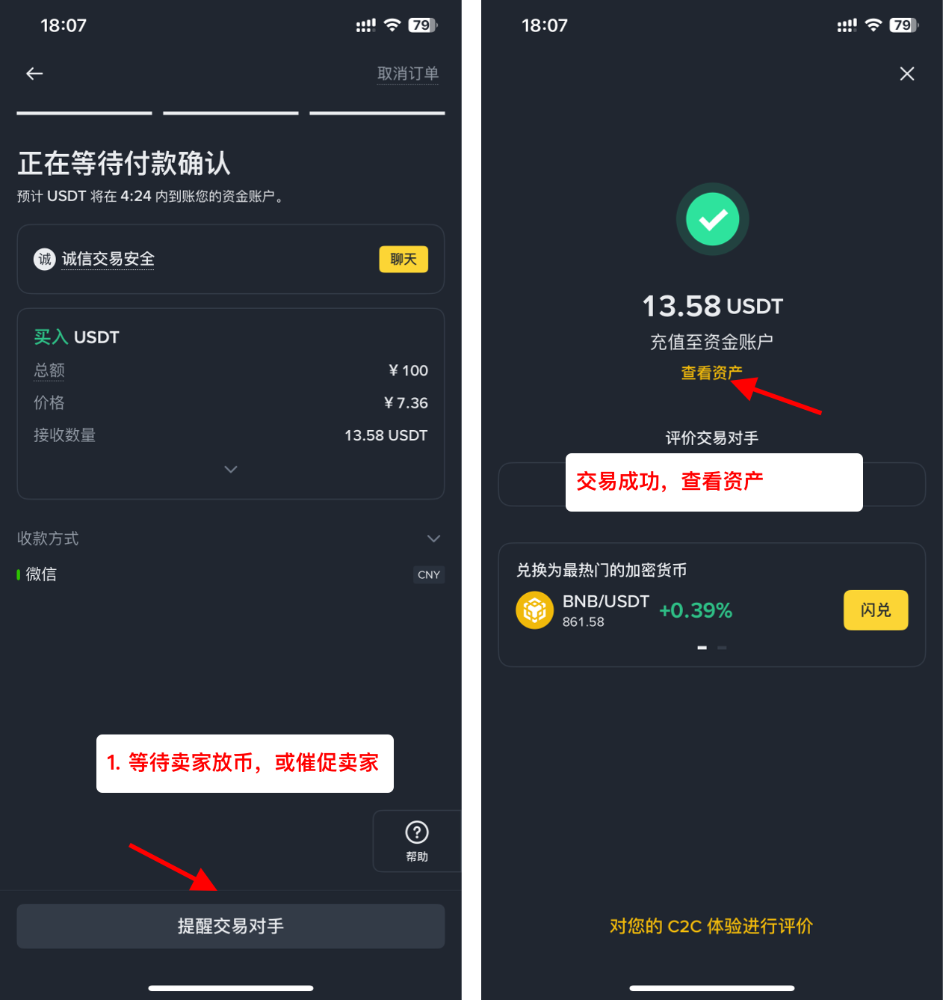 18:07
79
取消订单
正在等待付款确认
预计 USDT 将在 4:24 内到账您的资金账户。
诚 诚信交易安全
聊天
买入 USDT
总额
¥ 100
价格
¥ 7.36
接收数量
13.58 USDT
收款方式
微信
CNY
1. 等待卖家放币，或催促卖家
帮助
提醒交易对手
18:07
79
13.58 USDT
充值至资金账户
查看资产
评价交易对手
交易成功，查看资产
兑换为最热门的加密货币
BNB/USDT
861.58
+0.39%
闪兑
对您的 C2C 体验进行评价